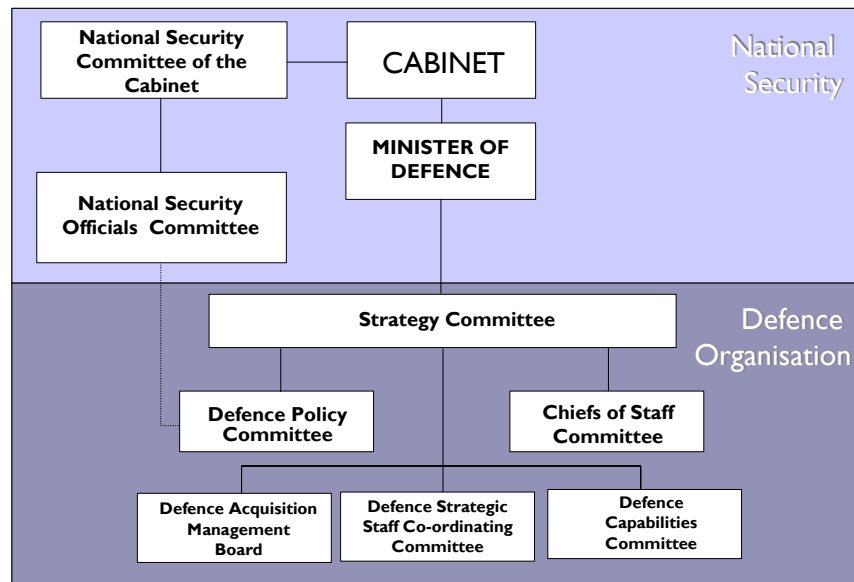 National Security
Committee of the
Cabinet
CABINET
National
Security
MINISTER OF
DEFENCE
National Security
Officials Committee
Strategy Committee
Defence
Organisation
Defence Policy
Committee
Chiefs of Staff
Committee
Defence Acquisition
Management
Board
Defence Strategic
Staff Co-ordinating
Committee
Defence
Capabilities
Committee